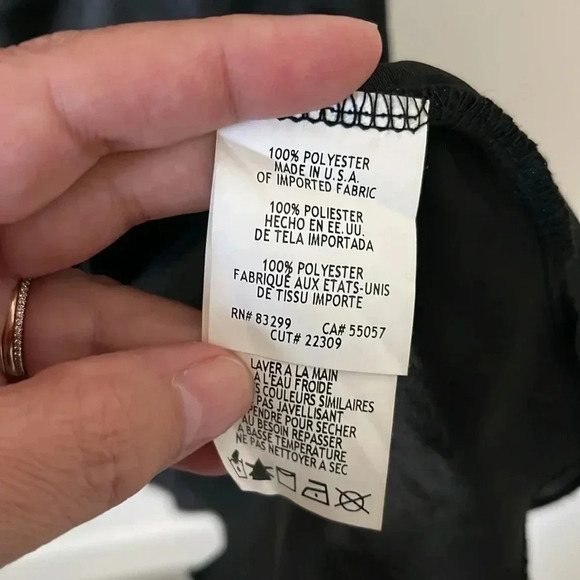 100% POLYESTER
MADE IN U.S.A.
OF IMPORTED FABRIC
100% POLIESTER
HECHO EN EE.UU.
DE TELA IMPORTADA
100% POLYESTER
FABRIQUÉ AUX ETATS-UNIS
DE TISSU IMPORTE
RN# 83299 CA# 55057
CUT# 22309
LAVER A LA MAIN
A L'EAU FROIDE
COULEURS SIMILAIRES
PAS JAVELLISANT
POUR SECHER
AU BESOIN REPASSER
A BASSE TEMPERATURE
NE PAS NETTOYER A SEC